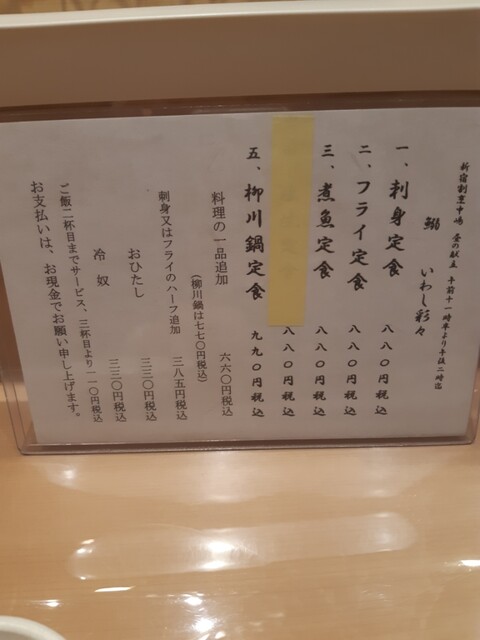 新宿割烹中嶋 昼の献立 午前十一時半より午後二時迄
鰯 いわし彩々
一、刺身定食 八八〇円税込
二、フライ定食 八八〇円税込
三、煮魚定食 八八〇円税込
八八〇円税込
五、柳川鍋定食 九九〇円税込
料理の一品追加 六六〇円税込
(柳川鍋は七七〇円税込)
刺身又はフライのハーフ追加 三八五円税込
おひたし 三三〇円税込
冷奴 三三〇円税込
ご飯二杯目までサービス、三杯目より一一〇円税込
お支払いは、お現金でお願い申し上げます。